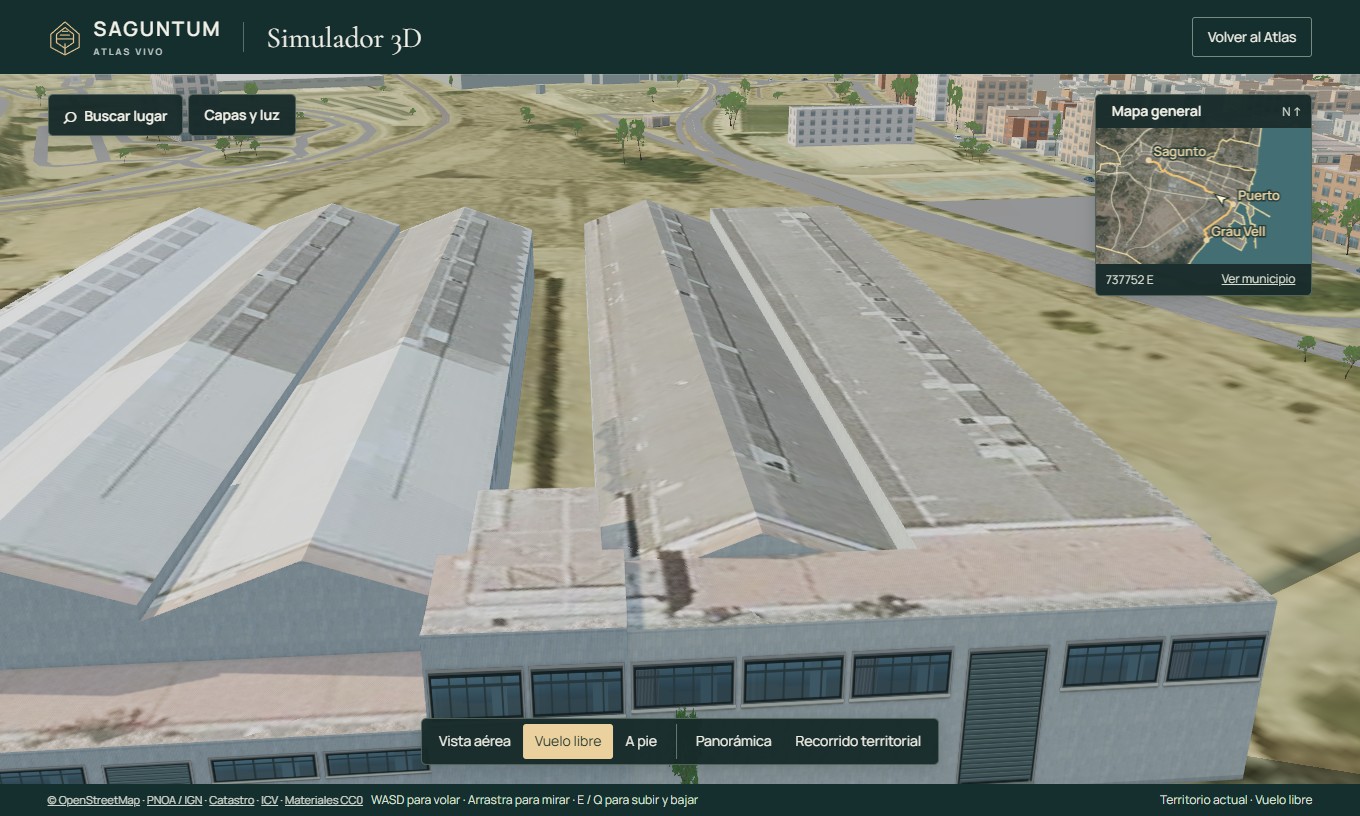 SAGUNTUM
ATLAS VIVO
Simulador 3D
Volver al Atlas
Buscar lugar
Capas y luz
Mapa general
N ↑
Sagunto
Puerto
Grau Vell
737752 E
Ver municipio
Vista aérea
Vuelo libre
A pie
Panorámica
Recorrido territorial
© OpenStreetMap · PNOA / IGN · Catastro · ICV · Materiales CC0
WASD para volar · Arrastra para mirar · E / Q para subir y bajar
Territorio actual · Vuelo libre